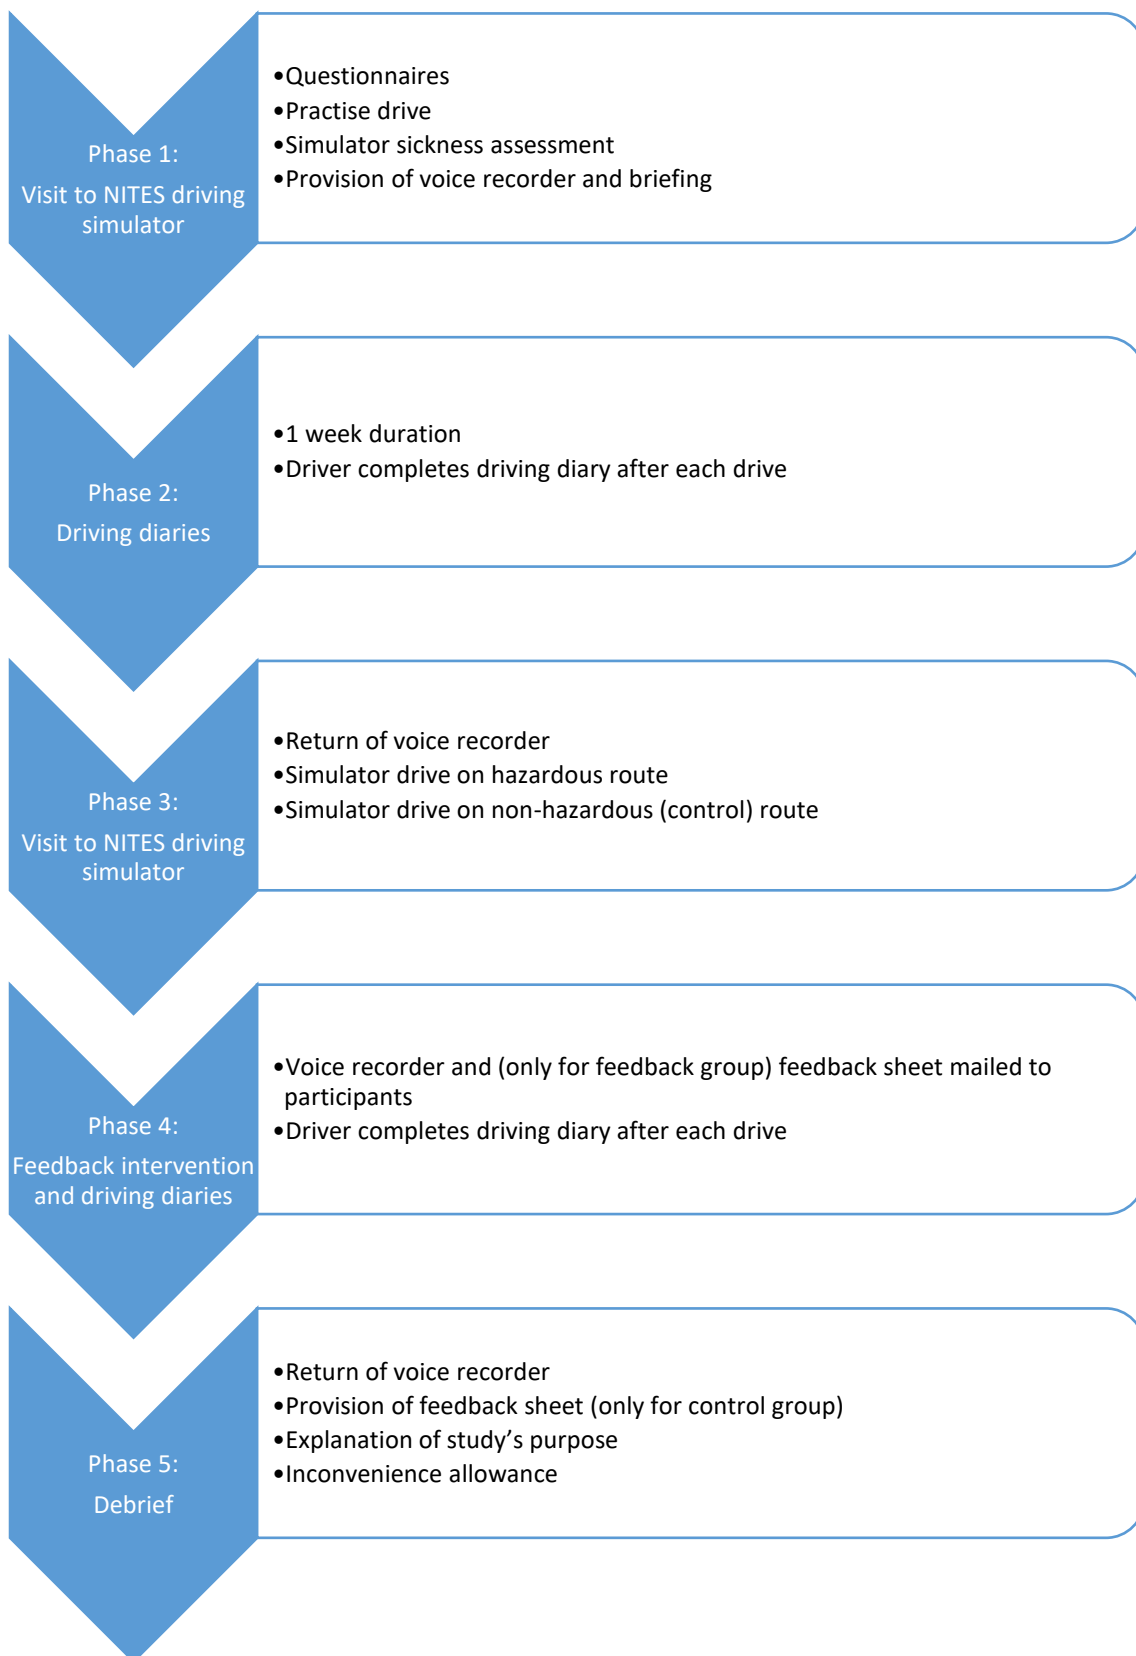 Phase 1:
Visit to NITES driving
simulator
•Questionnaires
•Practise drive
•Simulator sickness assessment
•Provision of voice recorder and briefing
Phase 2:
Driving diaries
•1 week duration
•Driver completes driving diary after each drive
Phase 3:
Visit to NITES driving
simulator
•Return of voice recorder
•Simulator drive on hazardous route
•Simulator drive on non-hazardous (control) route
Phase 4:
Feedback intervention
and driving diaries
•Voice recorder and (only for feedback group) feedback sheet mailed to
participants
•Driver completes driving diary after each drive
Phase 5:
Debrief
•Return of voice recorder
•Provision of feedback sheet (only for control group)
•Explanation of study’s purpose
•Inconvenience allowance